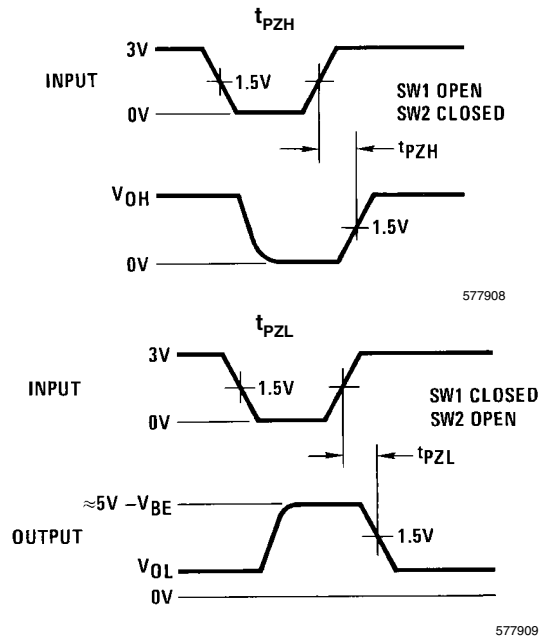 tPZH
3V
INPUT
1.5V
0V
SW1 OPEN
SW2 CLOSED
tPZH
VOH
1.5V
0V
577908
tPZL
3V
INPUT
1.5V
0V
SW1 CLOSED
SW2 OPEN
tPZL
≈5V –VBE
OUTPUT
1.5V
VOL
0V
577909